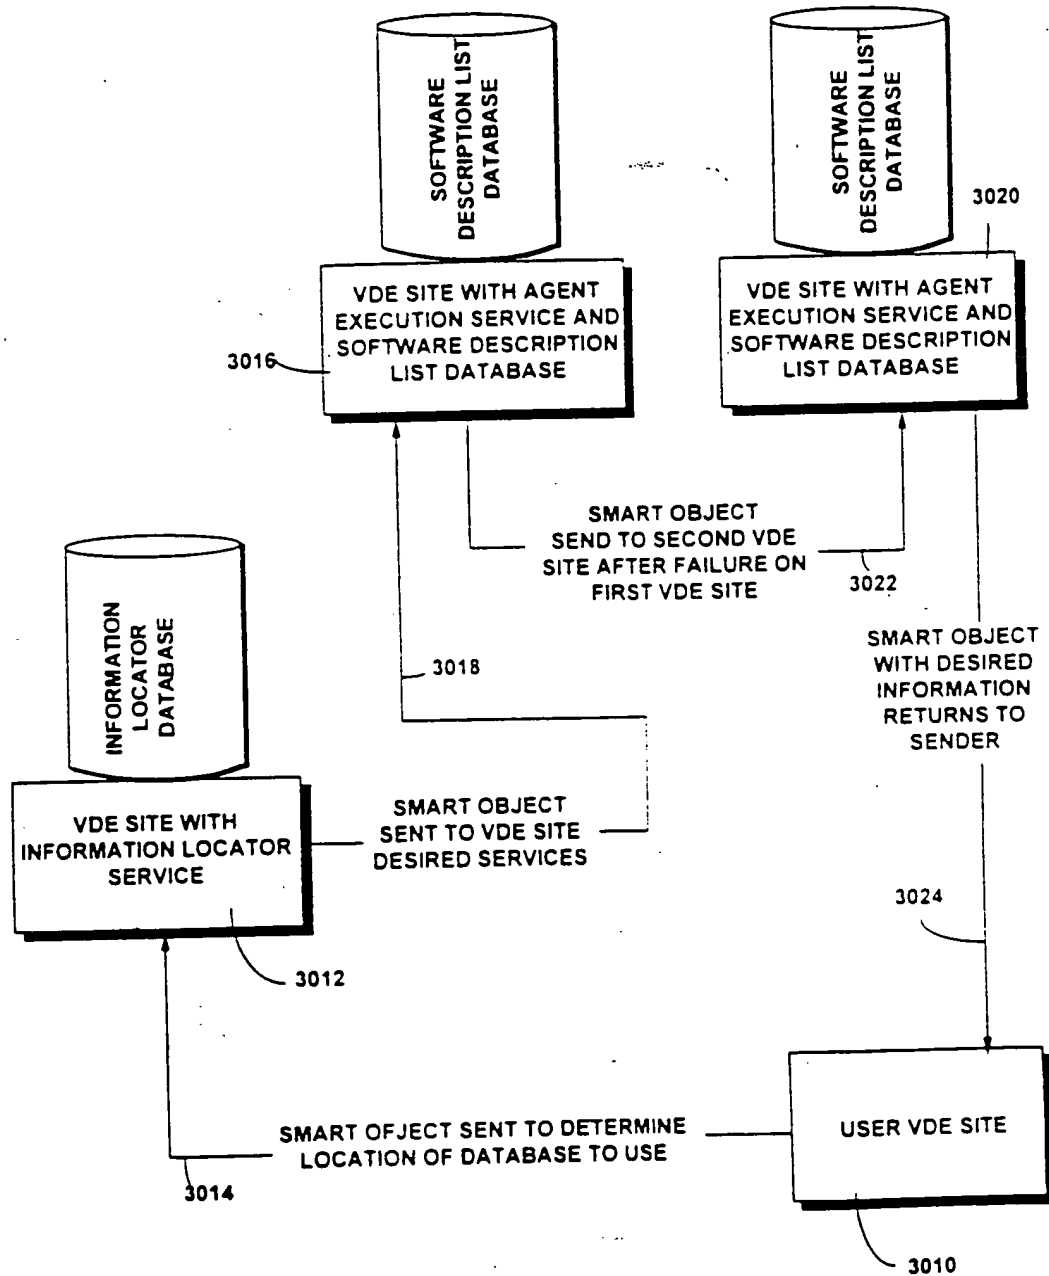 SOFTWARE
DESCRIPTION LIST
DATABASE
SOFTWARE
DESCRIPTION LIST
DATABASE
3020
VDE SITE WITH AGENT
EXECUTION SERVICE AND
SOFTWARE DESCRIPTION
LIST DATABASE
3016
VDE SITE WITH AGENT
EXECUTION SERVICE AND
SOFTWARE DESCRIPTION
LIST DATABASE
SMART OBJECT
SEND TO SECOND VDE
SITE AFTER FAILURE ON
FIRST VDE SITE
3022
INFORMATION
LOCATOR
DATABASE
3018
SMART OBJECT
WITH DESIRED
INFORMATION
RETURNS TO
SENDER
VDE SITE WITH
INFORMATION LOCATOR
SERVICE
SMART OBJECT
SENT TO VDE SITE
DESIRED SERVICES
3024
3012
SMART OFJECT SENT TO DETERMINE
LOCATION OF DATABASE TO USE
3014
USER VDE SITE
3010